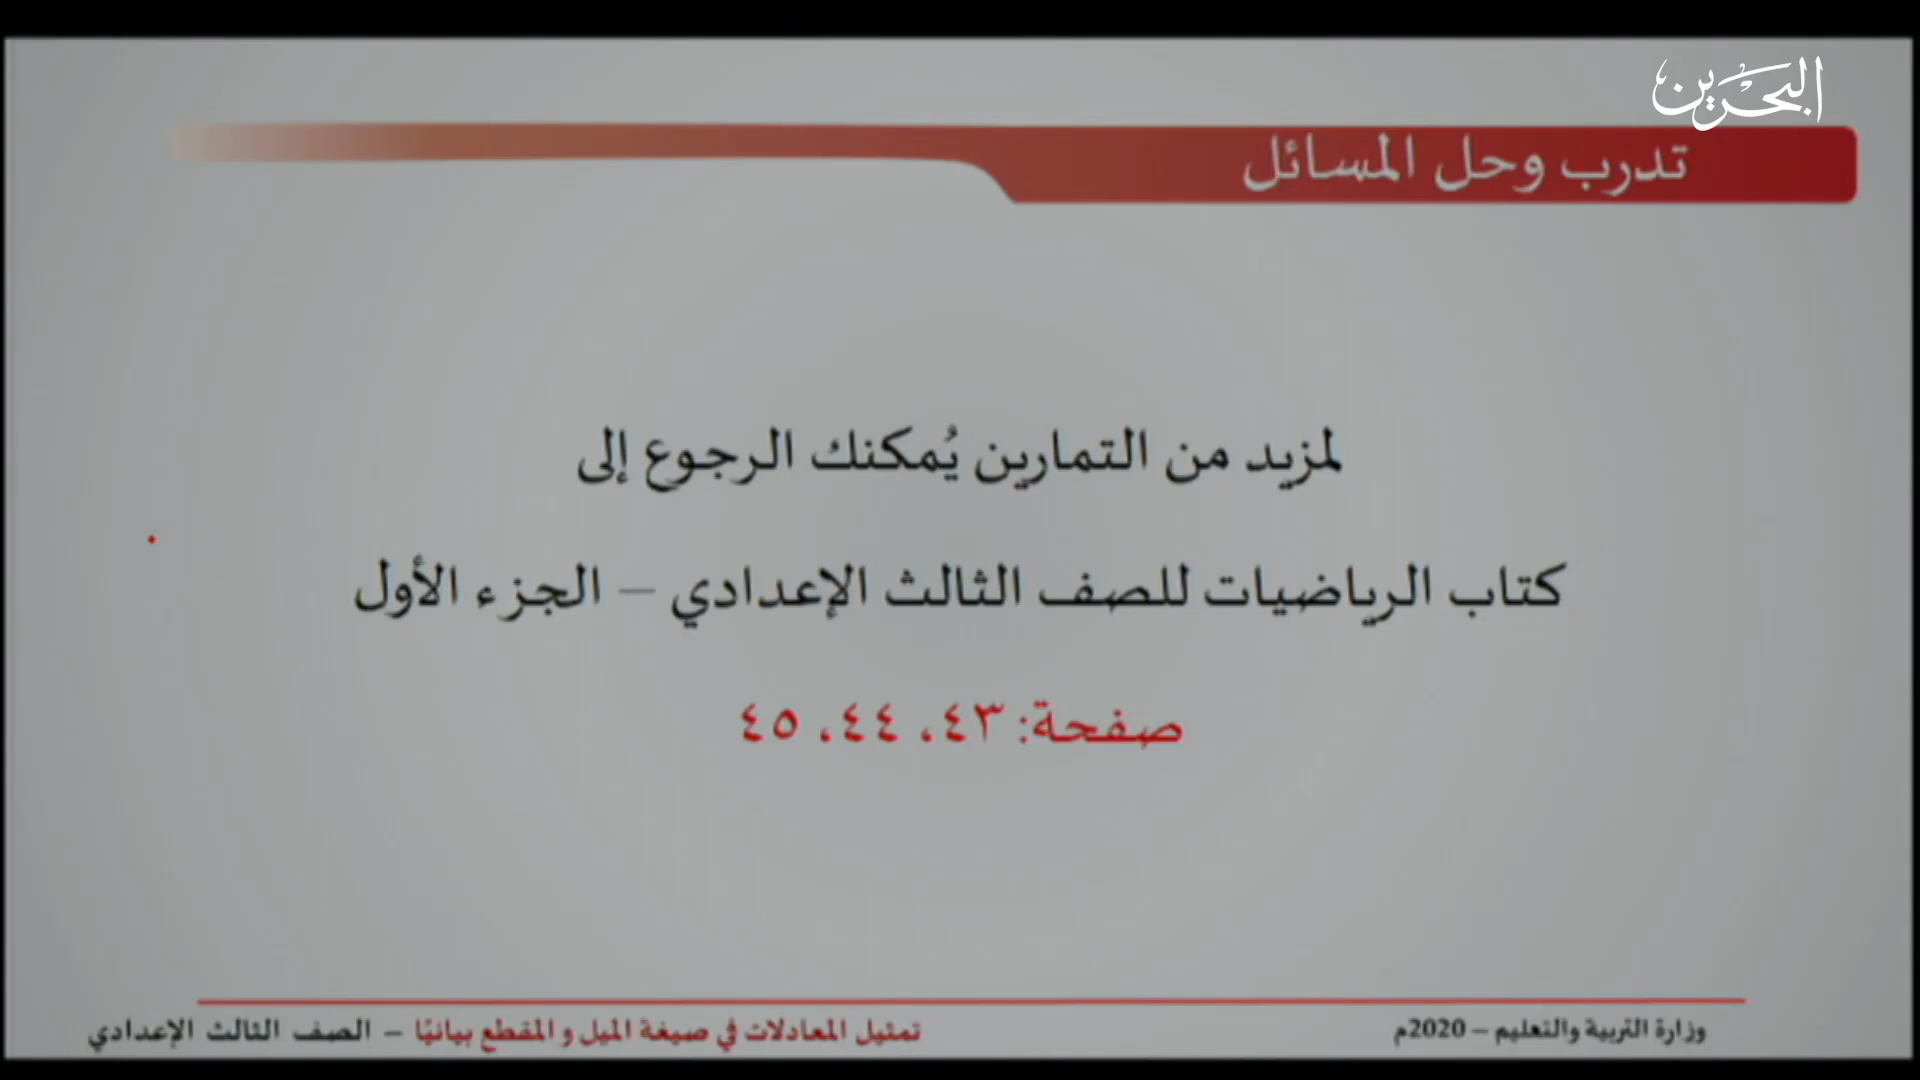 البحرين
تدرب وحل المسائل
لمزيد من التمارين يُمكنك الرجوع إلى
كتاب الرياضيات للصف الثالث الإعدادي – الجزء الأول
صفحة: ٤٣، ٤٤، ٤٥
وزارة التربية والتعليم – 2020م
تمثيل المعادلات في صيغة الميل و المقطع بيانيًا – الصف الثالث الإعدادي